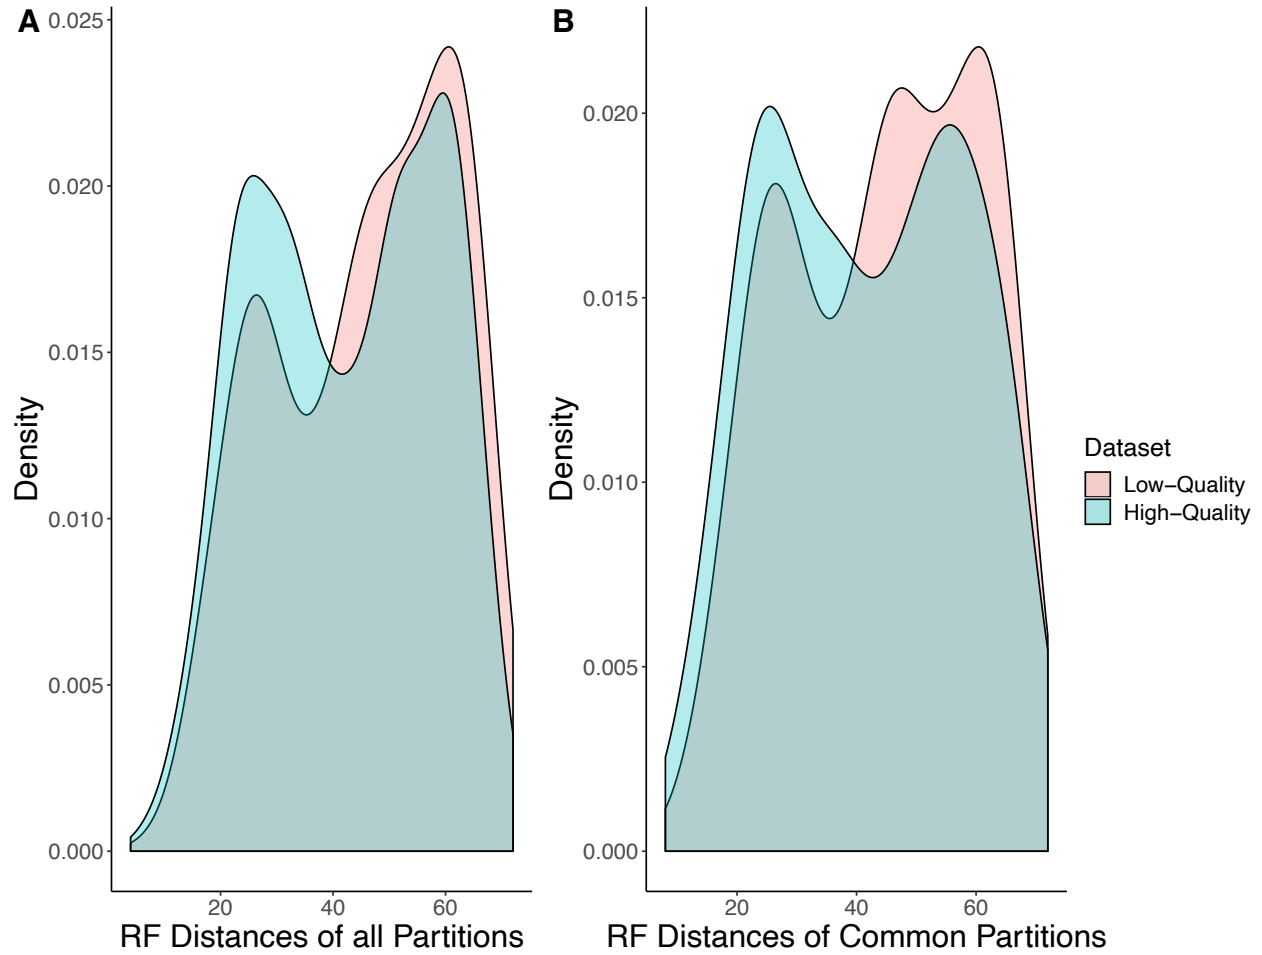 A
B
0.025
0.020
0.015
0.010
0.005
0.000
Density
20 40 60
RF Distances of all Partitions
0.020
0.015
0.010
0.005
0.000
Density
20 40 60
RF Distances of Common Partitions
Dataset
Low−Quality
High−Quality